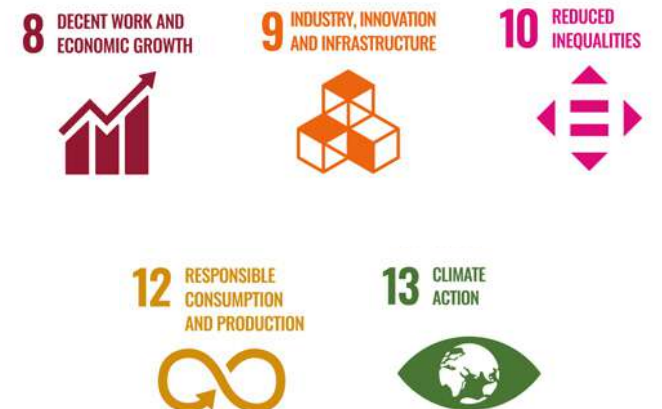 8 DECENT WORK AND
ECONOMIC GROWTH
9 INDUSTRY, INNOVATION
AND INFRASTRUCTURE
10 REDUCED
INEQUALITIES
12 RESPONSIBLE
CONSUMPTION
AND PRODUCTION
13 CLIMATE
ACTION